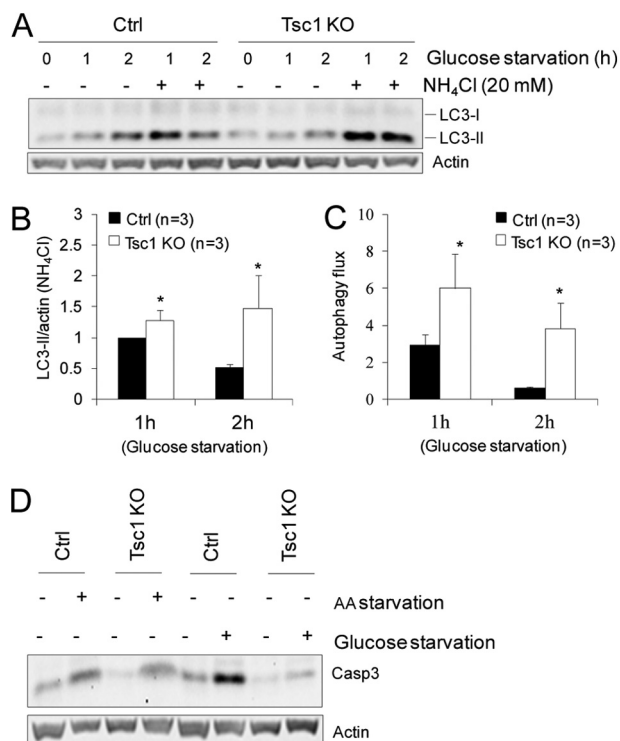 A
Ctrl Tsc1 KO
0 1 2 1 2 0 1 2 1 2 Glucose starvation (h)
- - - + + - - - + + NH4Cl (20 mM)
LC3-I
LC3-II
Actin
B
Ctrl (n=3)
Tsc1 KO (n=3)
LC3-II/actin (NH4Cl)
3
2.5
2
1.5
1
0.5
0
* *
1h 2h
(Glucose starvation)
C
Ctrl (n=3)
Tsc1 KO (n=3)
Autophagy flux
10
8
6
4
2
0
* *
1h 2h
(Glucose starvation)
D
Ctrl Tsc1 KO Ctrl Tsc1 KO
- + - + - - - - AA starvation
- - - - - + - + Glucose starvation
Casp3
Actin